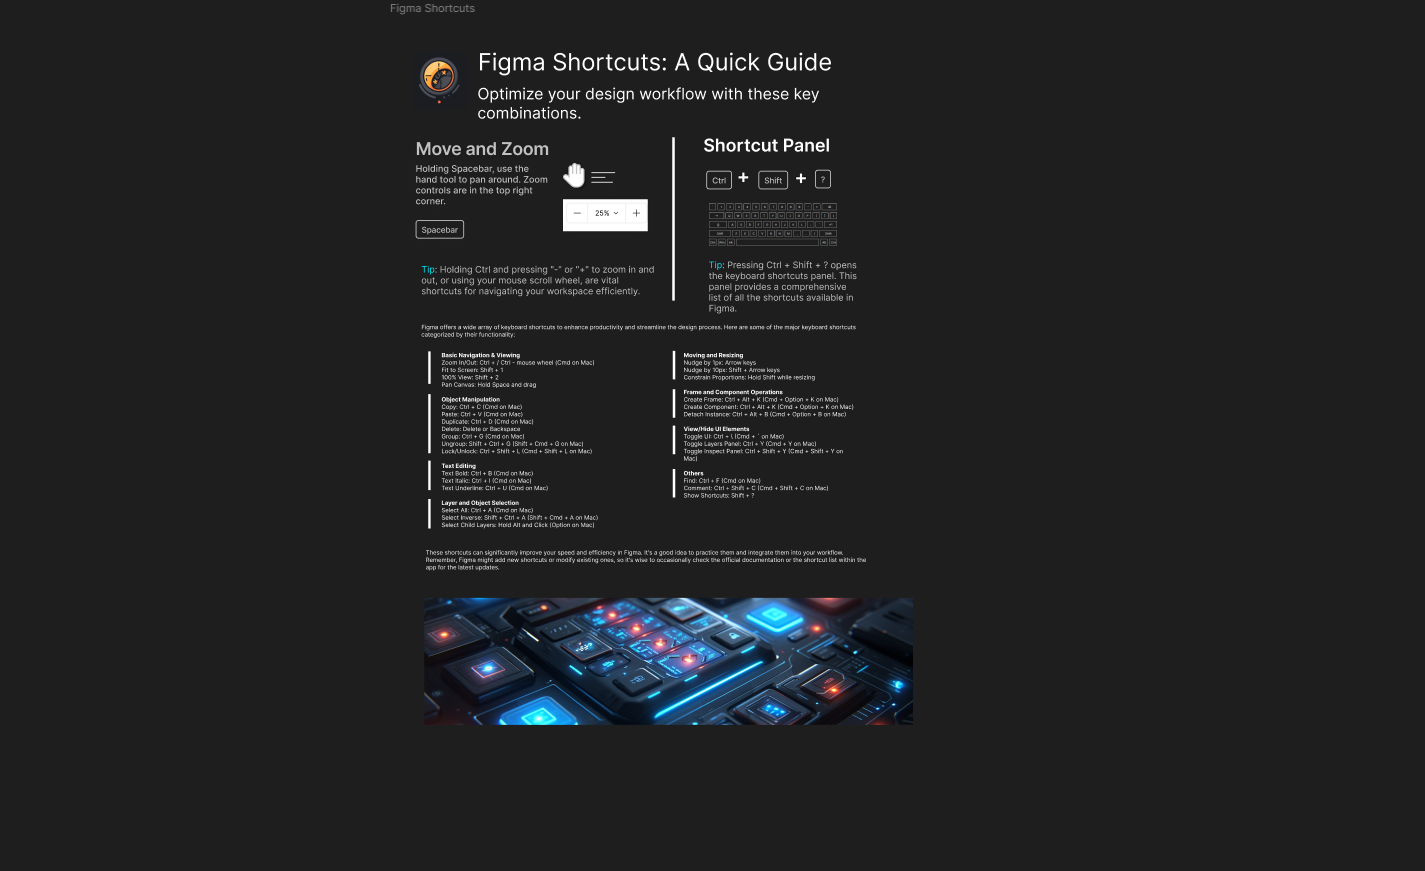 Figma Shortcuts
Figma Shortcuts: A Quick Guide
Optimize your design workflow with these key
combinations.
Move and Zoom
Holding Spacebar, use the
hand tool to pan around. Zoom
controls are in the top right
corner.
Spacebar
25%
Tip: Holding Ctrl and pressing "-" or "+" to zoom in and
out, or using your mouse scroll wheel, are vital
shortcuts for navigating your workspace efficiently.
Shortcut Panel
Ctrl + Shift + ?
Tip: Pressing Ctrl + Shift + ? opens
the keyboard shortcuts panel. This
panel provides a comprehensive
list of all the shortcuts available in
Figma.
Figma offers a wide array of keyboard shortcuts to enhance productivity and streamline the design process. Here are some of the major keyboard shortcuts
categorized by their functionality:
Basic Navigation & Viewing
Zoom In/Out: Ctrl + / Ctrl - mouse wheel (Cmd on Mac)
Fit to Screen: Shift + 1
100% View: Shift + 2
Pan Canvas: Hold Space and drag
Object Manipulation
Copy: Ctrl + C (Cmd on Mac)
Paste: Ctrl + V (Cmd on Mac)
Duplicate: Ctrl + D (Cmd on Mac)
Delete: Delete or Backspace
Group: Ctrl + G (Cmd on Mac)
Ungroup: Shift + Ctrl + G (Shift + Cmd + G on Mac)
Lock/Unlock: Ctrl + Shift + L (Cmd + Shift + L on Mac)
Text Editing
Text Bold: Ctrl + B (Cmd on Mac)
Text Italic: Ctrl + I (Cmd on Mac)
Text Underline: Ctrl + U (Cmd on Mac)
Layer and Object Selection
Select All: Ctrl + A (Cmd on Mac)
Select Inverse: Shift + Ctrl + A (Shift + Cmd + A on Mac)
Select Child Layers: Hold Alt and Click (Option on Mac)
Moving and Resizing
Nudge by 1px: Arrow keys
Nudge by 10px: Shift + Arrow keys
Constrain Proportions: Hold Shift while resizing
Frame and Component Operations
Create Frame: Ctrl + Alt + K (Cmd + Option + K on Mac)
Create Component: Ctrl + Alt + K (Cmd + Option + K on Mac)
Detach Instance: Ctrl + Alt + B (Cmd + Option + B on Mac)
View/Hide UI Elements
Toggle UI: Ctrl + \ (Cmd + ` on Mac)
Toggle Layers Panel: Ctrl + Y (Cmd + Y on Mac)
Toggle Inspect Panel: Ctrl + Shift + Y (Cmd + Shift + Y on
Mac)
Others
Find: Ctrl + F (Cmd on Mac)
Comment: Ctrl + Shift + C (Cmd + Shift + C on Mac)
Show Shortcuts: Shift + ?
These shortcuts can significantly improve your speed and efficiency in Figma. It's a good idea to practice them and integrate them into your workflow.
Remember, Figma might add new shortcuts or modify existing ones, so it's wise to occasionally check the official documentation or the shortcut list within the
app for the latest updates.